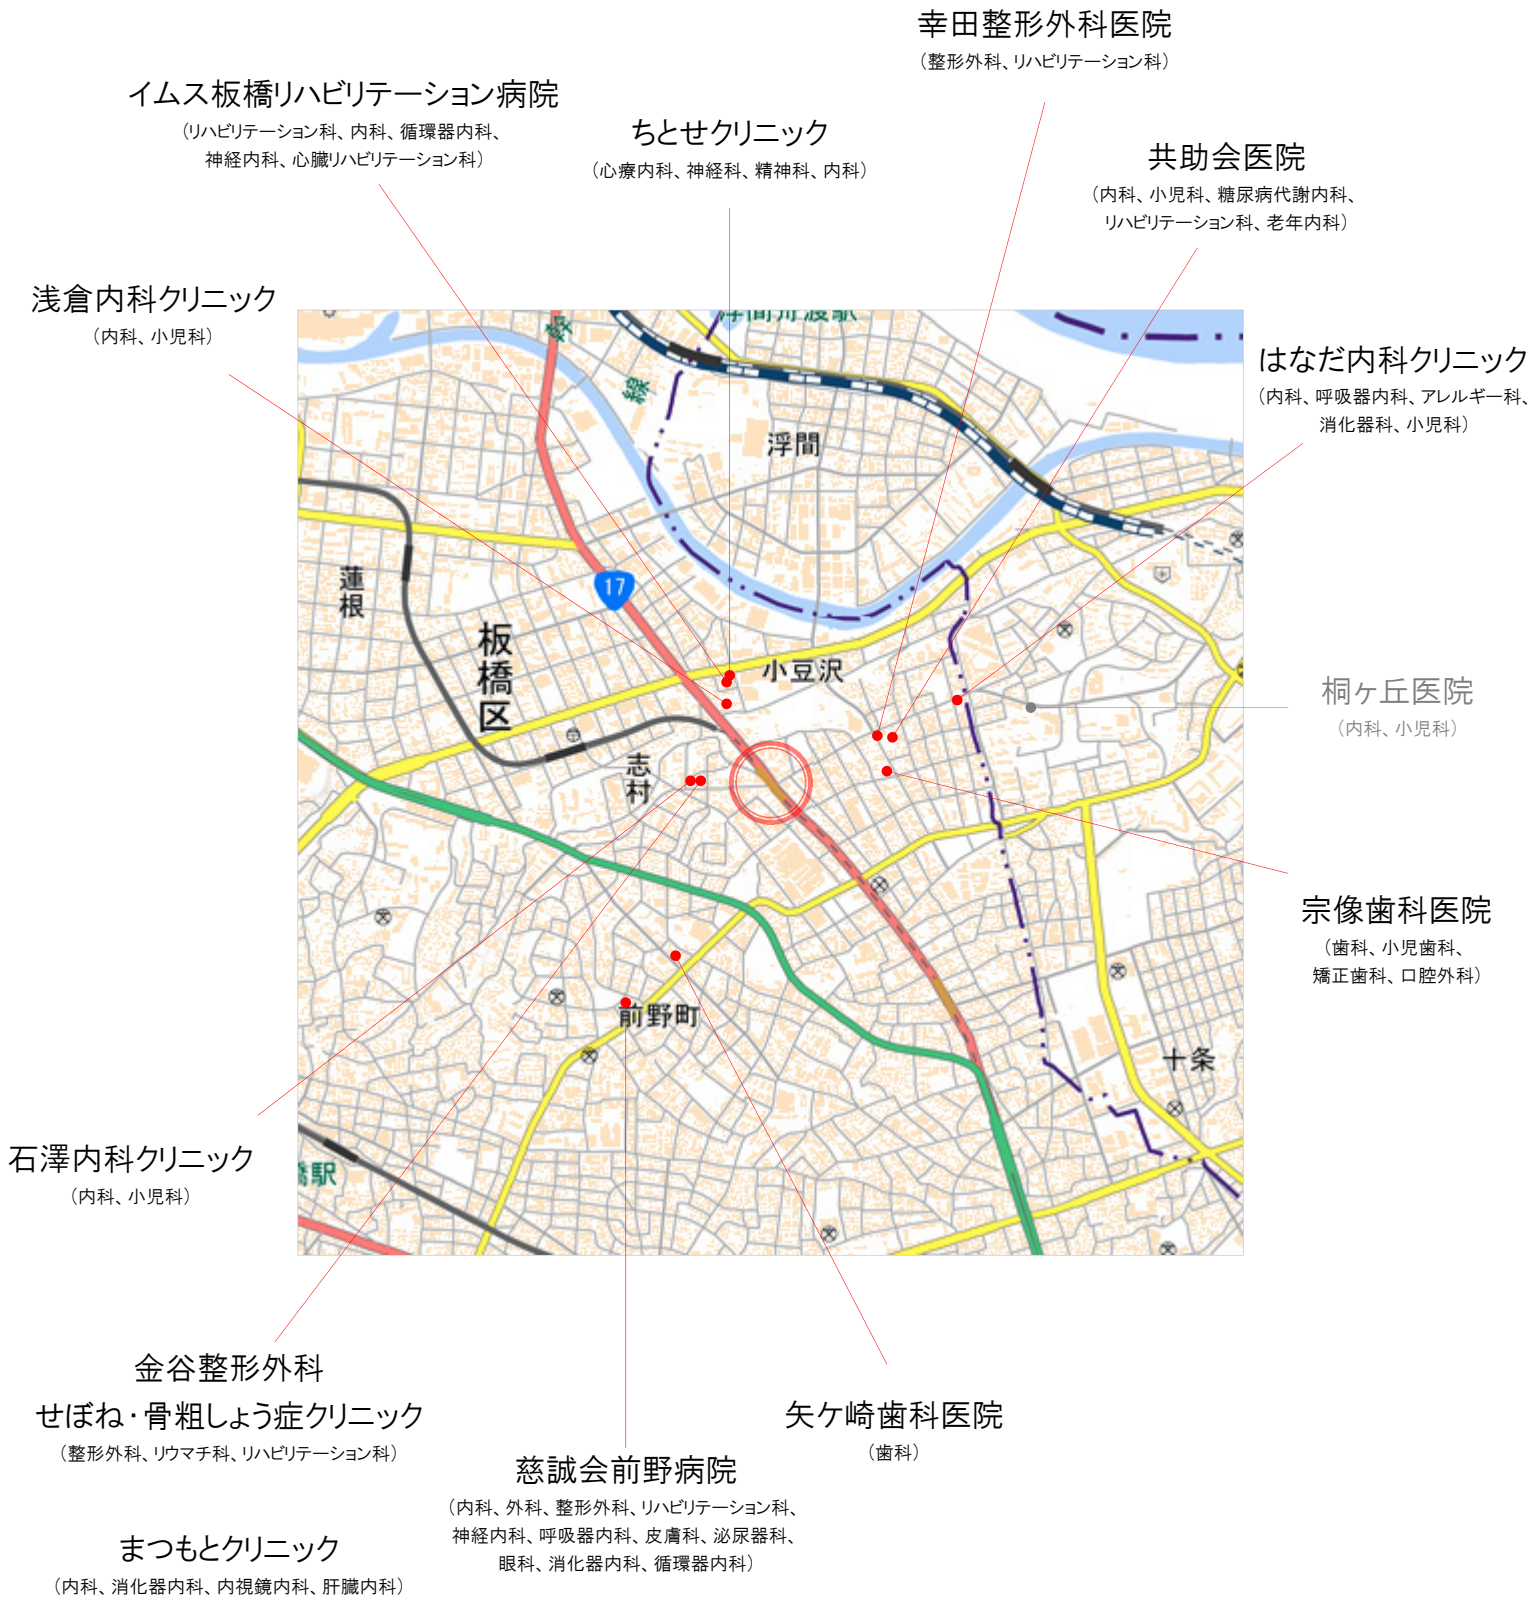 幸田整形外科医院
（整形外科、リハビリテーション科）
イムス板橋リハビリテーション病院
（リハビリテーション科、内科、循環器内科、
神経内科、心臓リハビリテーション科）
ちとせクリニック
（心療内科、神経科、精神科、内科）
共助会医院
（内科、小児科、糖尿病代謝内科、
リハビリテーション科、老年内科）
浅倉内科クリニック
（内科、小児科）
はなだ内科クリニック
（内科、呼吸器内科、アレルギー科、
消化器科、小児科）
浮間舟渡駅
線
浮間
蓮根
17
板橋区
小豆沢
志村
桐ヶ丘医院
（内科、小児科）
宗像歯科医院
（歯科、小児歯科、
矯正歯科、口腔外科）
前野町
十条
石澤内科クリニック
（内科、小児科）
橋駅
金谷整形外科
せぼね・骨粗しょう症クリニック
（整形外科、リウマチ科、リハビリテーション科）
矢ケ崎歯科医院
（歯科）
慈誠会前野病院
（内科、外科、整形外科、リハビリテーション科、
神経内科、呼吸器内科、皮膚科、泌尿器科、
眼科、消化器内科、循環器内科）
まつもとクリニック
（内科、消化器内科、内視鏡内科、肝臓内科）